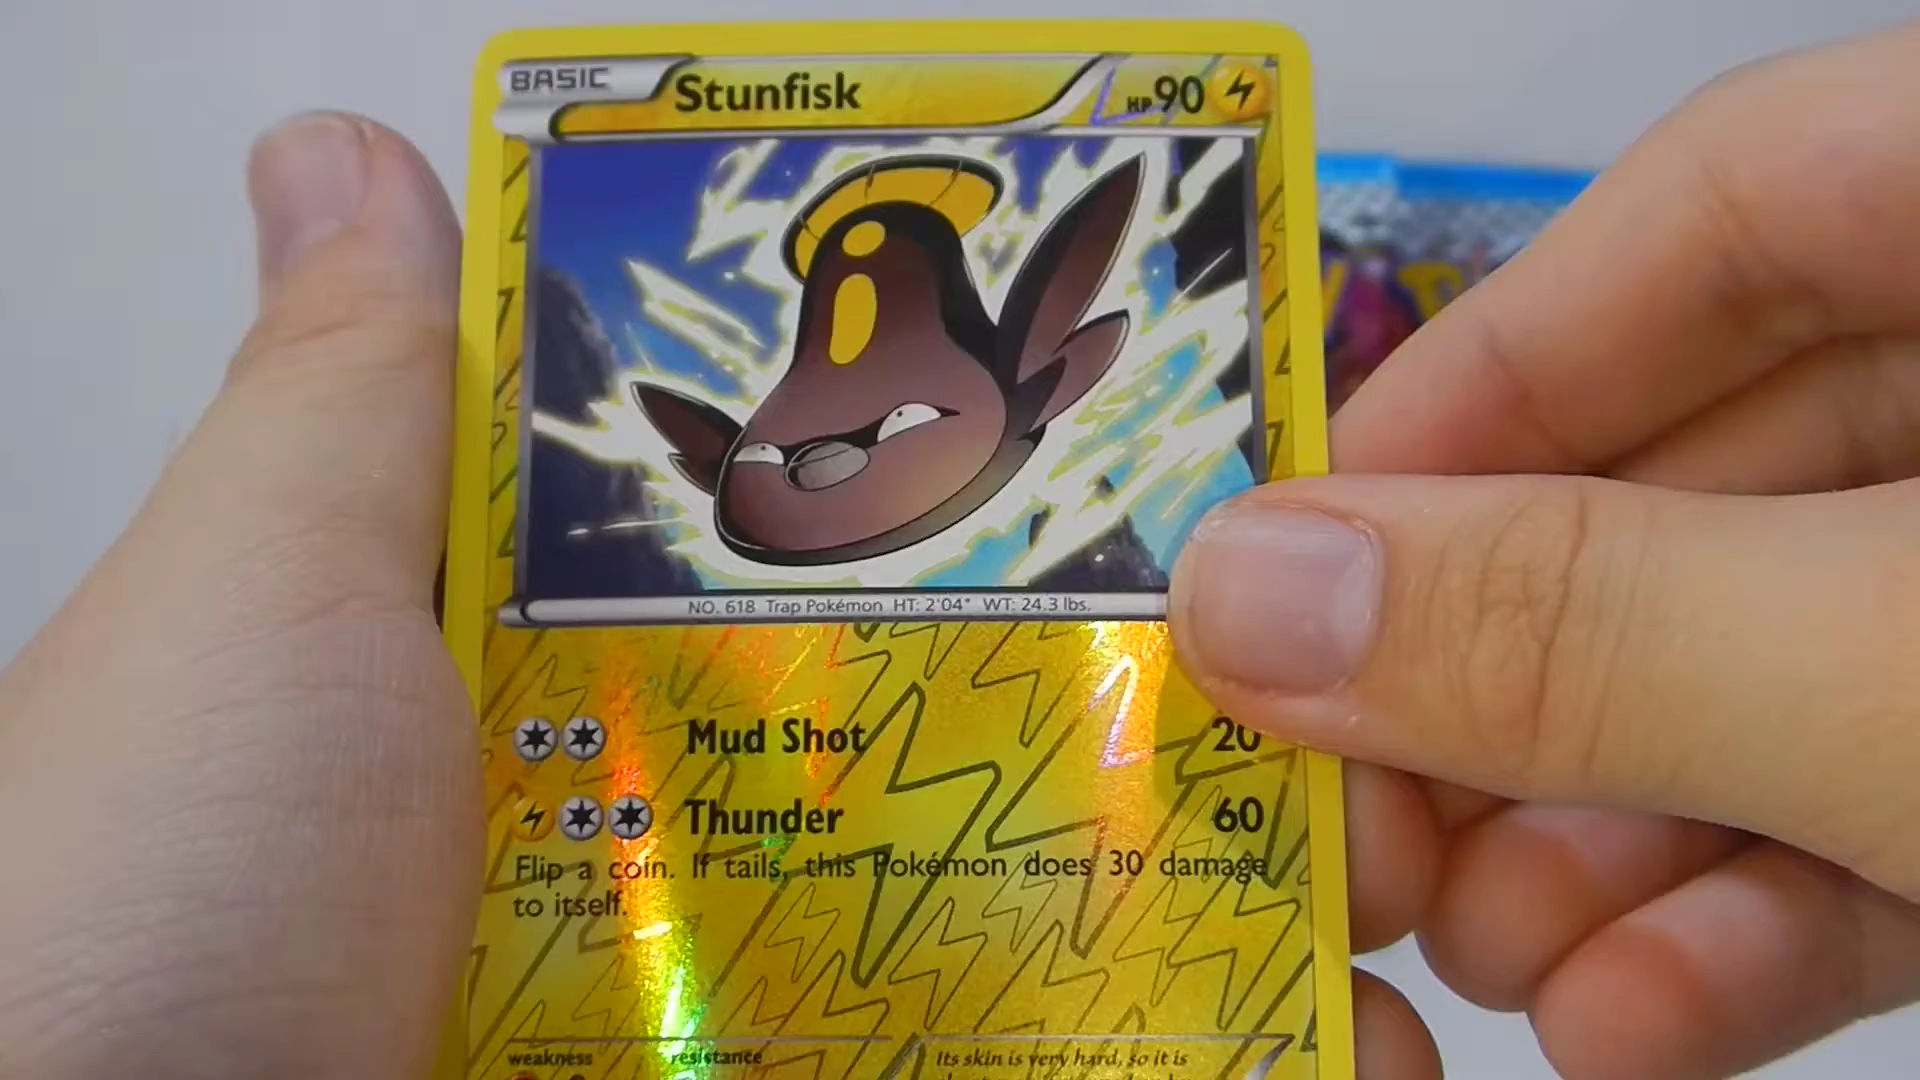 BASIC Stunfisk HP 90
NO. 618 Trap Pokémon HT: 2'04" WT: 24.3 lbs.
Mud Shot 20
Thunder 60
Flip a coin. If tails, this Pokémon does 30 damage
to itself.
weakness resistance
Its skin is very hard, so it is